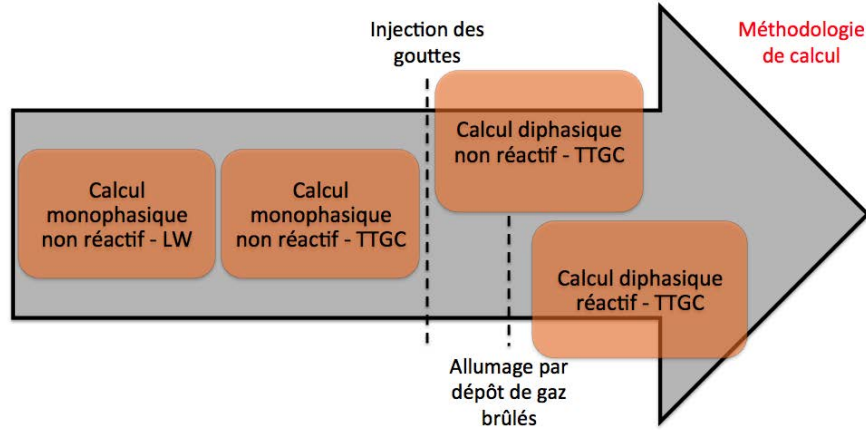 Injection des
gouttes
Méthodologie
de calcul
Calcul
monophasique
non réactif - LW
Calcul
monophasique
non réactif - TTGC
Calcul diphasique
non réactif - TTGC
Calcul diphasique
réactif - TTGC
Allumage par
dépôt de gaz
brûlés